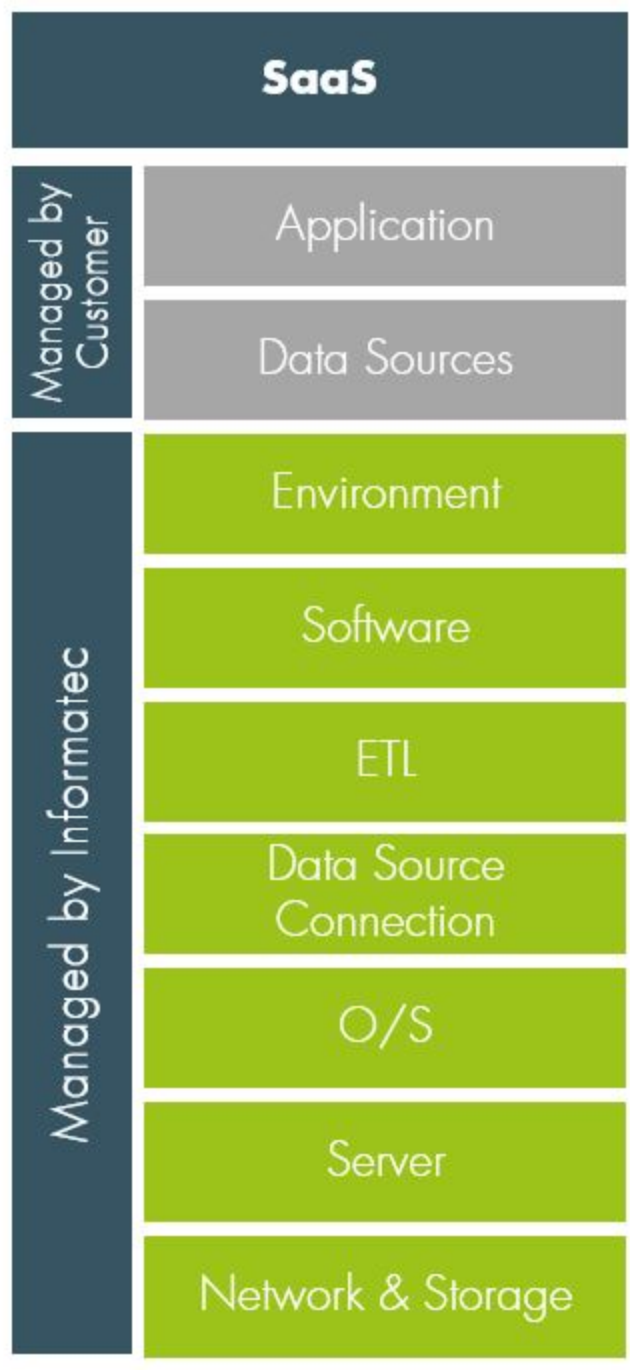 SaaS
Managed by
Customer
Application
Data Sources
Managed by Informatec
Environment
Software
ETL
Data Source
Connection
O/S
Server
Network & Storage